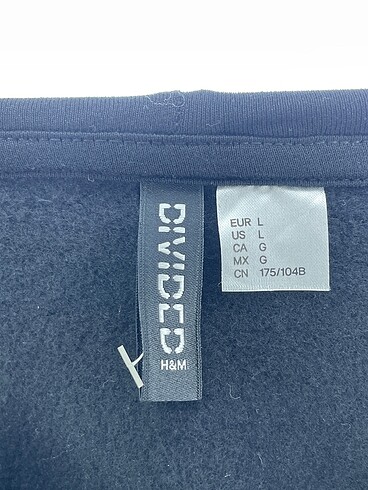 DIVIDED
H&M
EUR L
US L
CA G
MX G
CN 175/104B